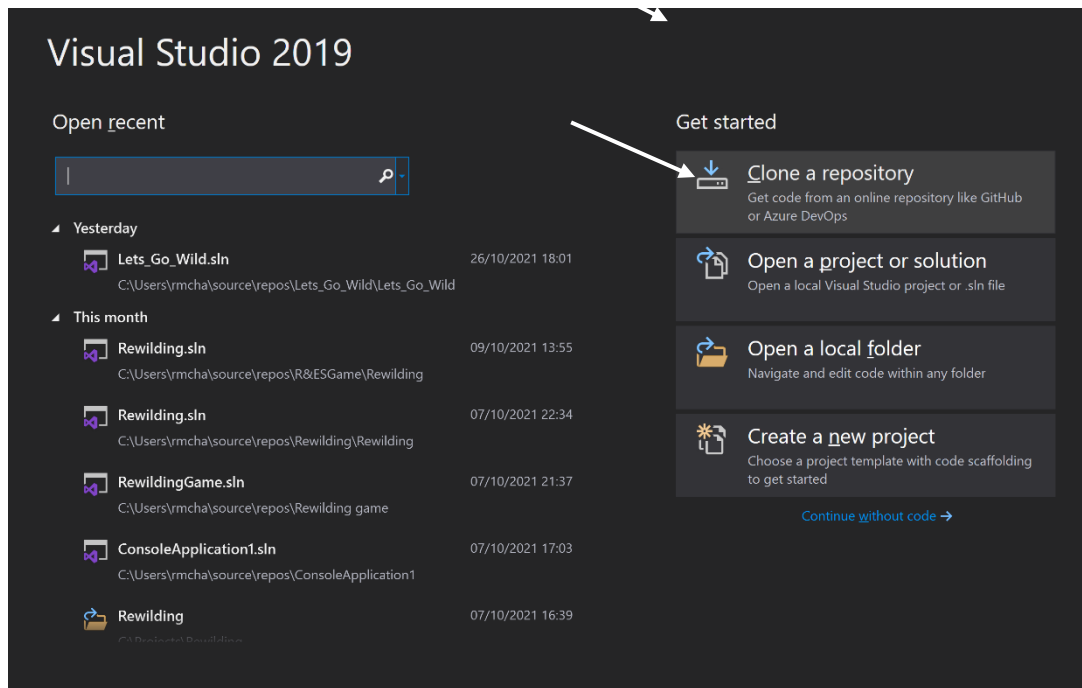 Visual Studio 2019
Open recent
Yesterday
Lets_Go_Wild.sln 26/10/2021 18:01
C:\Users\rmcha\source\repos\Lets_Go_Wild\Lets_Go_Wild
This month
Rewilding.sln 09/10/2021 13:55
C:\Users\rmcha\source\repos\R&ESGame\Rewilding
Rewilding.sln 07/10/2021 22:34
C:\Users\rmcha\source\repos\Rewilding\Rewilding
RewildingGame.sln 07/10/2021 21:37
C:\Users\rmcha\source\repos\Rewilding game
ConsoleApplication1.sln 07/10/2021 17:03
C:\Users\rmcha\source\repos\ConsoleApplication1
Rewilding 07/10/2021 16:39
C:\Projects\Rewilding
Get started
Clone a repository
Get code from an online repository like GitHub
or Azure DevOps
Open a project or solution
Open a local Visual Studio project or .sln file
Open a local folder
Navigate and edit code within any folder
Create a new project
Choose a project template with code scaffolding
to get started
Continue without code →